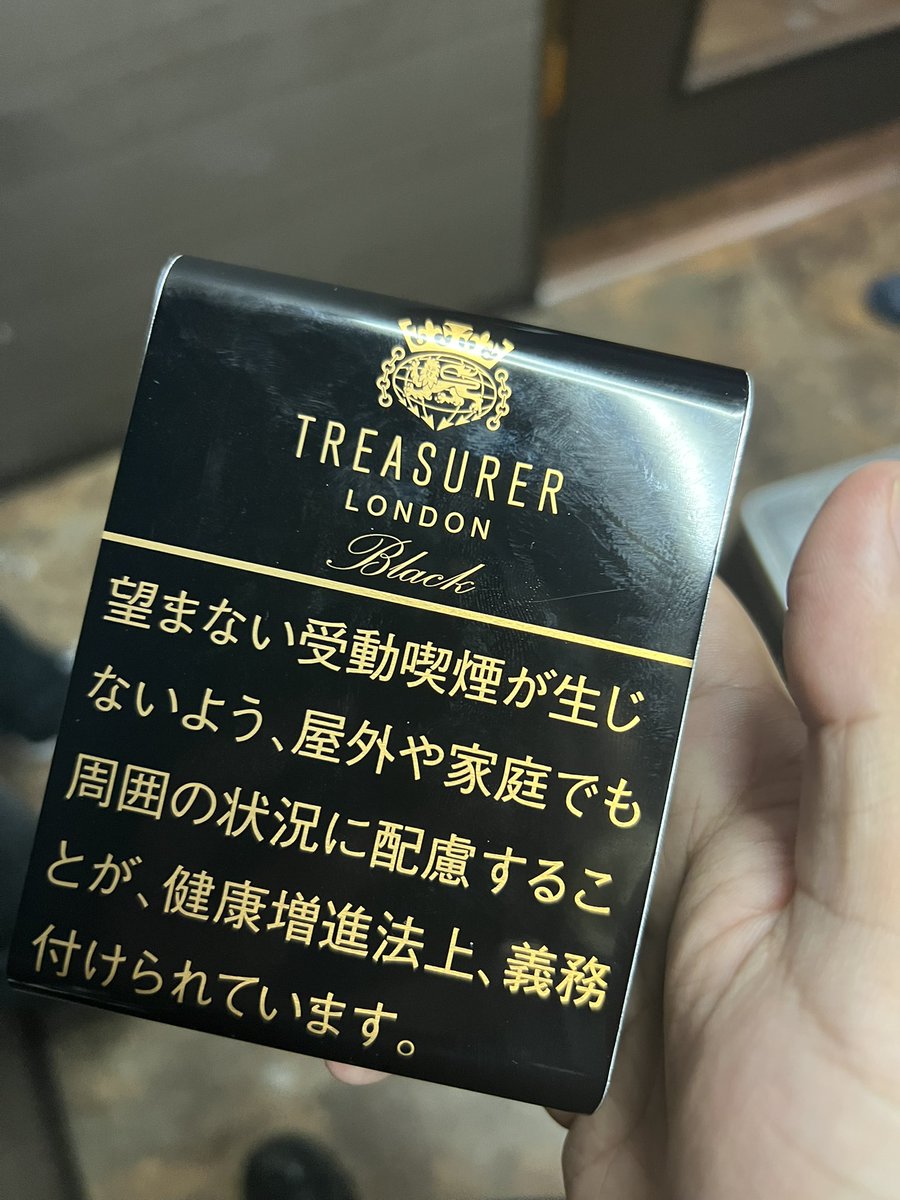 TREASURER
LONDON
Black
望まない受動喫煙が生じ
ないよう、屋外や家庭でも
周囲の状況に配慮するこ
とが、健康増進法上、義務
付けられています。